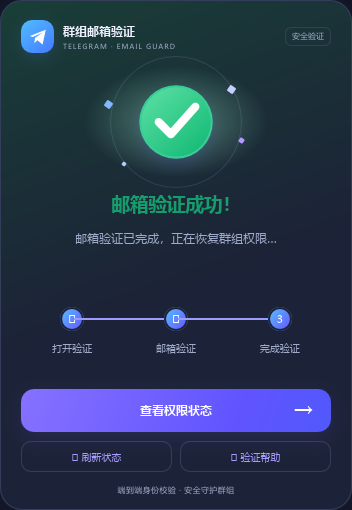 群组邮箱验证
TELEGRAM · EMAIL GUARD
安全验证
邮箱验证成功！
邮箱验证已完成，正在恢复群组权限...
3
打开验证
邮箱验证
完成验证
查看权限状态 →
刷新状态
验证帮助
端到端身份校验 · 安全守护群组